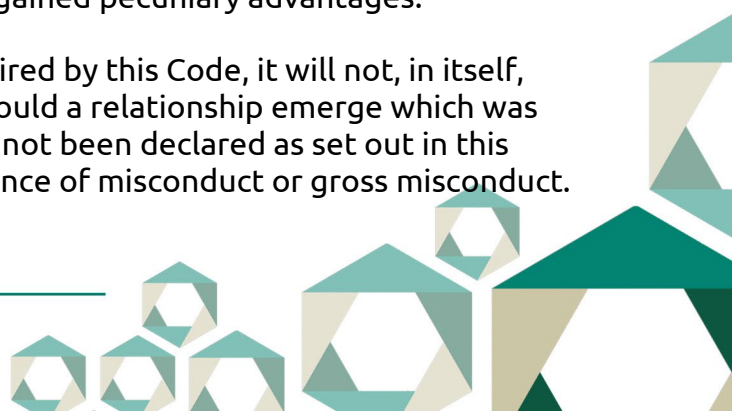 gained pecuniary advantages.
ired by this Code, it will not, in itself,
ould a relationship emerge which was
not been declared as set out in this
nce of misconduct or gross misconduct.